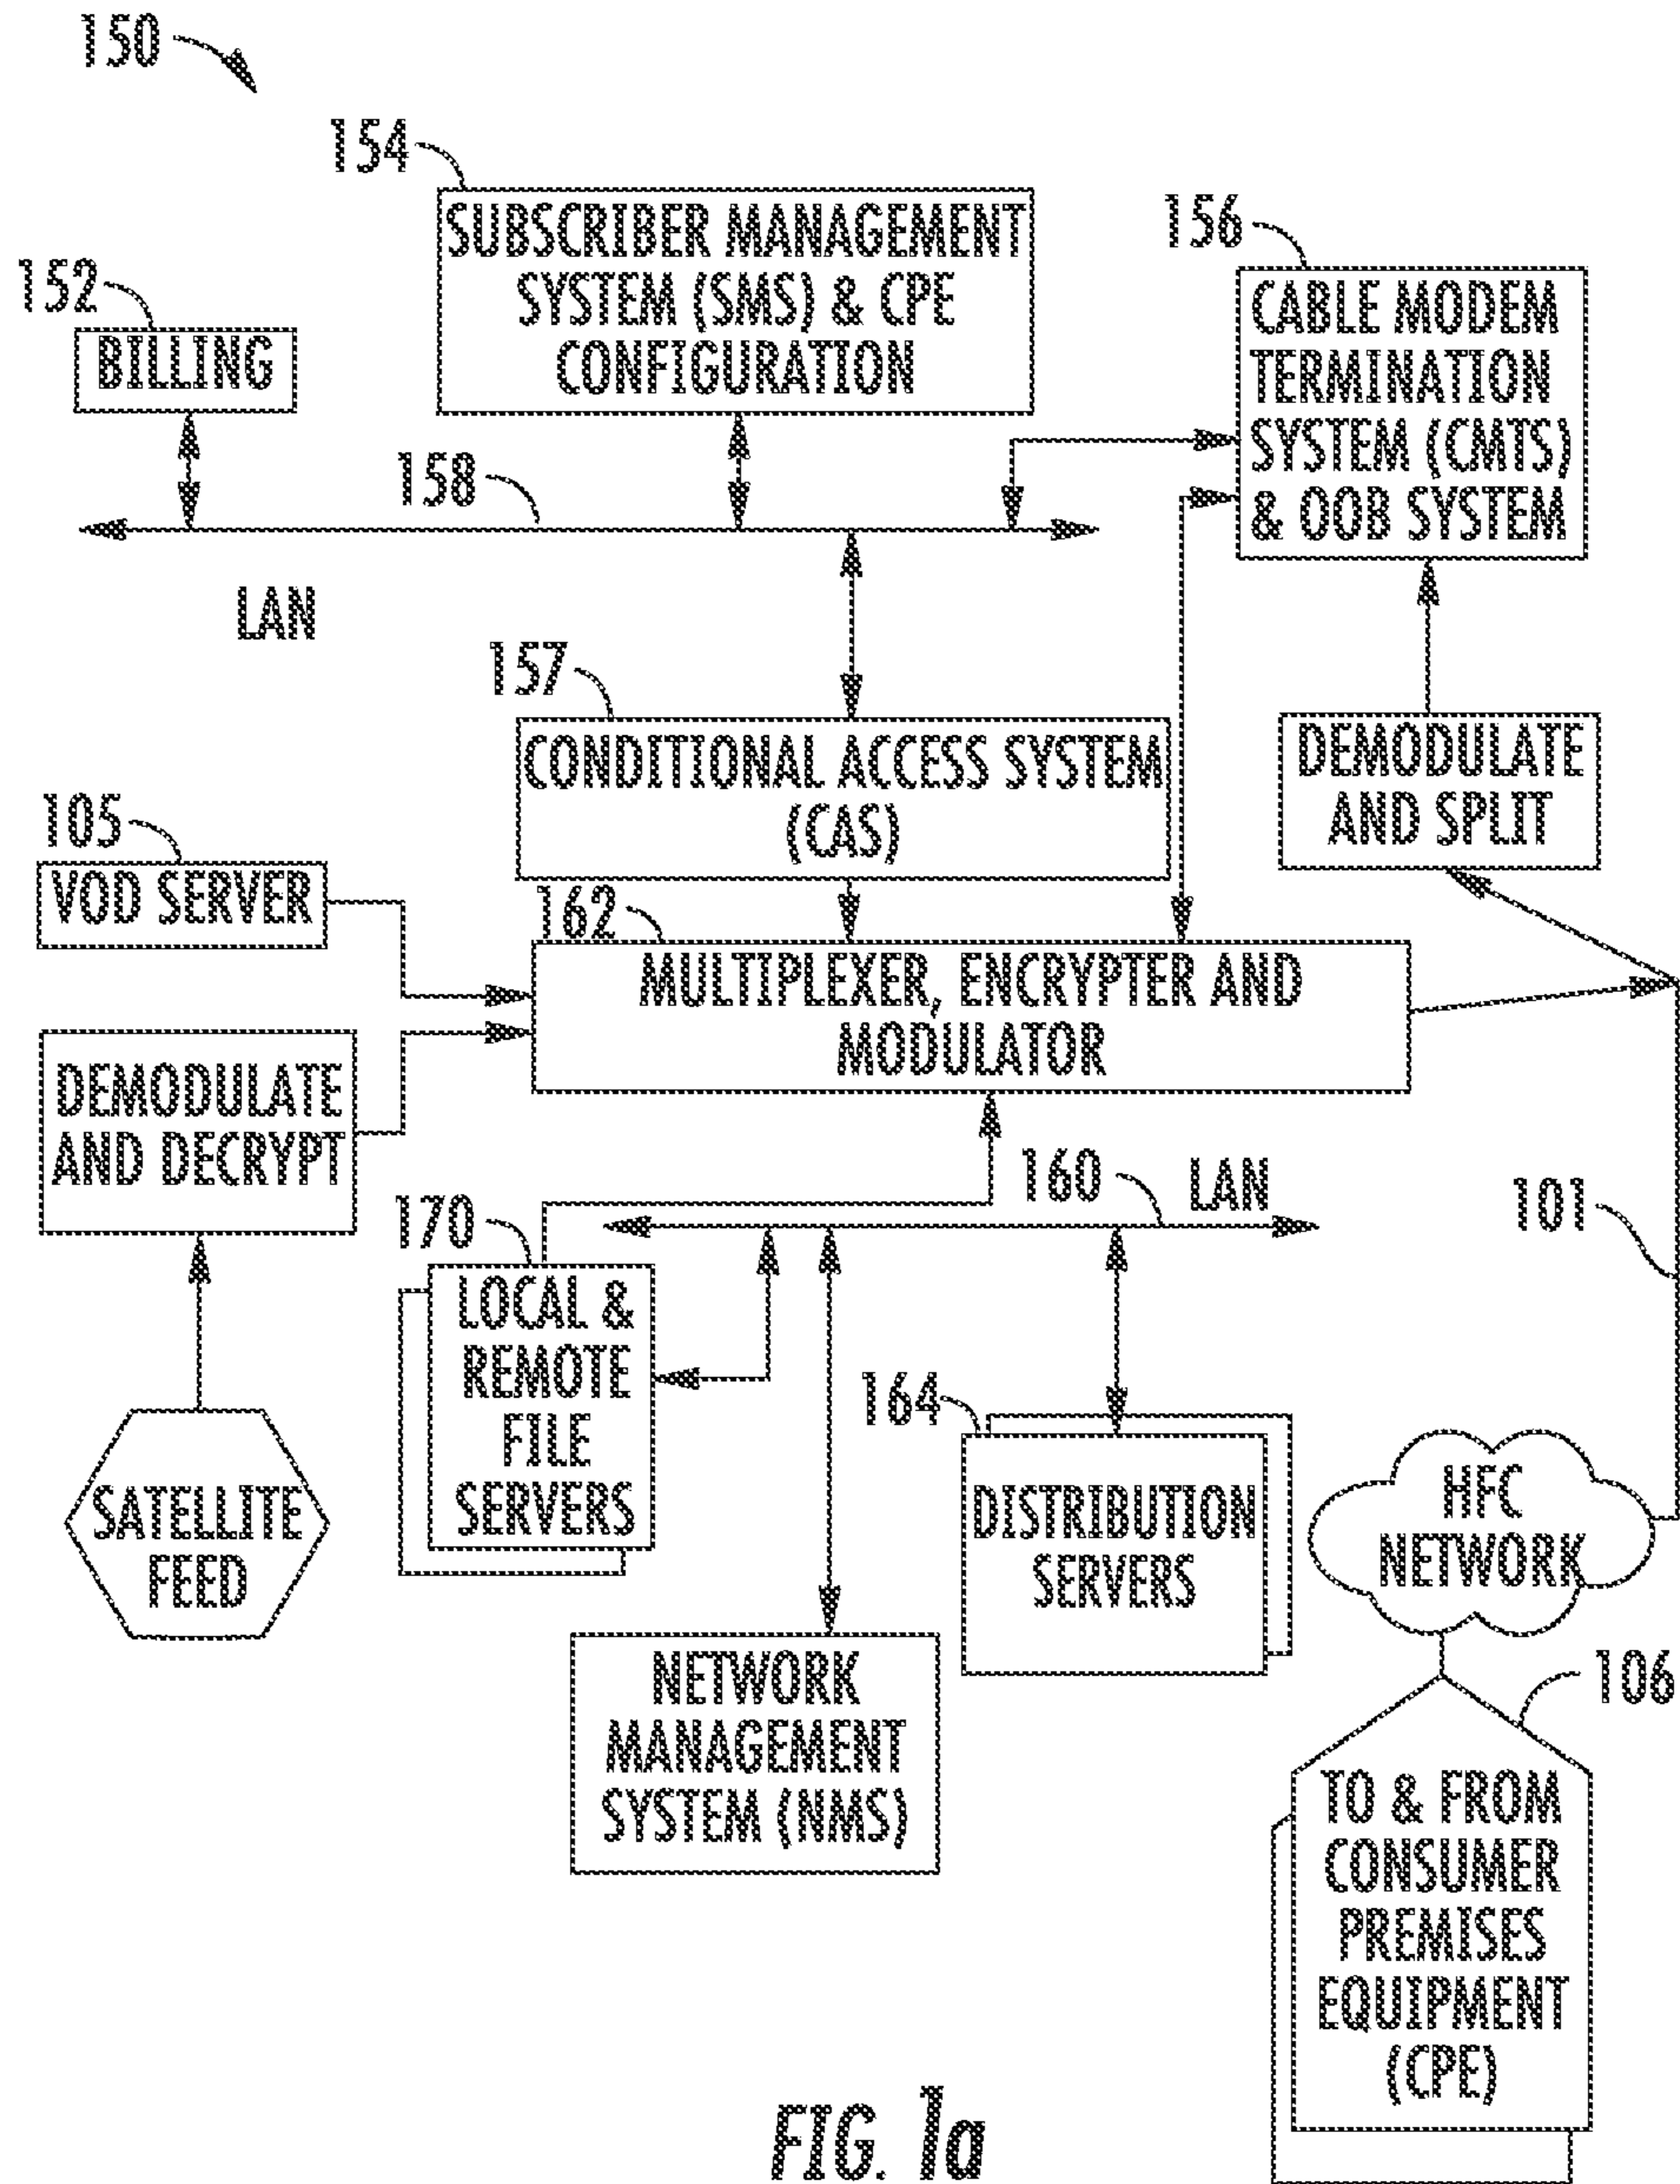 150
154
SUBSCRIBER MANAGEMENT
SYSTEM (SMS) & CPE
CONFIGURATION
156
CABLE MODEM
TERMINATION
SYSTEM (CMTS)
& OOB SYSTEM
152
BILLING
158
LAN
157
CONDITIONAL ACCESS SYSTEM
(CAS)
DEMODULATE
AND SPLIT
105
VOD SERVER
162
MULTIPLEXER, ENCRYPTER AND
MODULATOR
DEMODULATE
AND DECRYPT
160
LAN
101
170
LOCAL &
REMOTE
FILE
SERVERS
164
DISTRIBUTION
SERVERS
HFC
NETWORK
SATELLITE
FEED
NETWORK
MANAGEMENT
SYSTEM (NMS)
106
TO & FROM
CONSUMER
PREMISES
EQUIPMENT
(CPE)
FIG. 1a